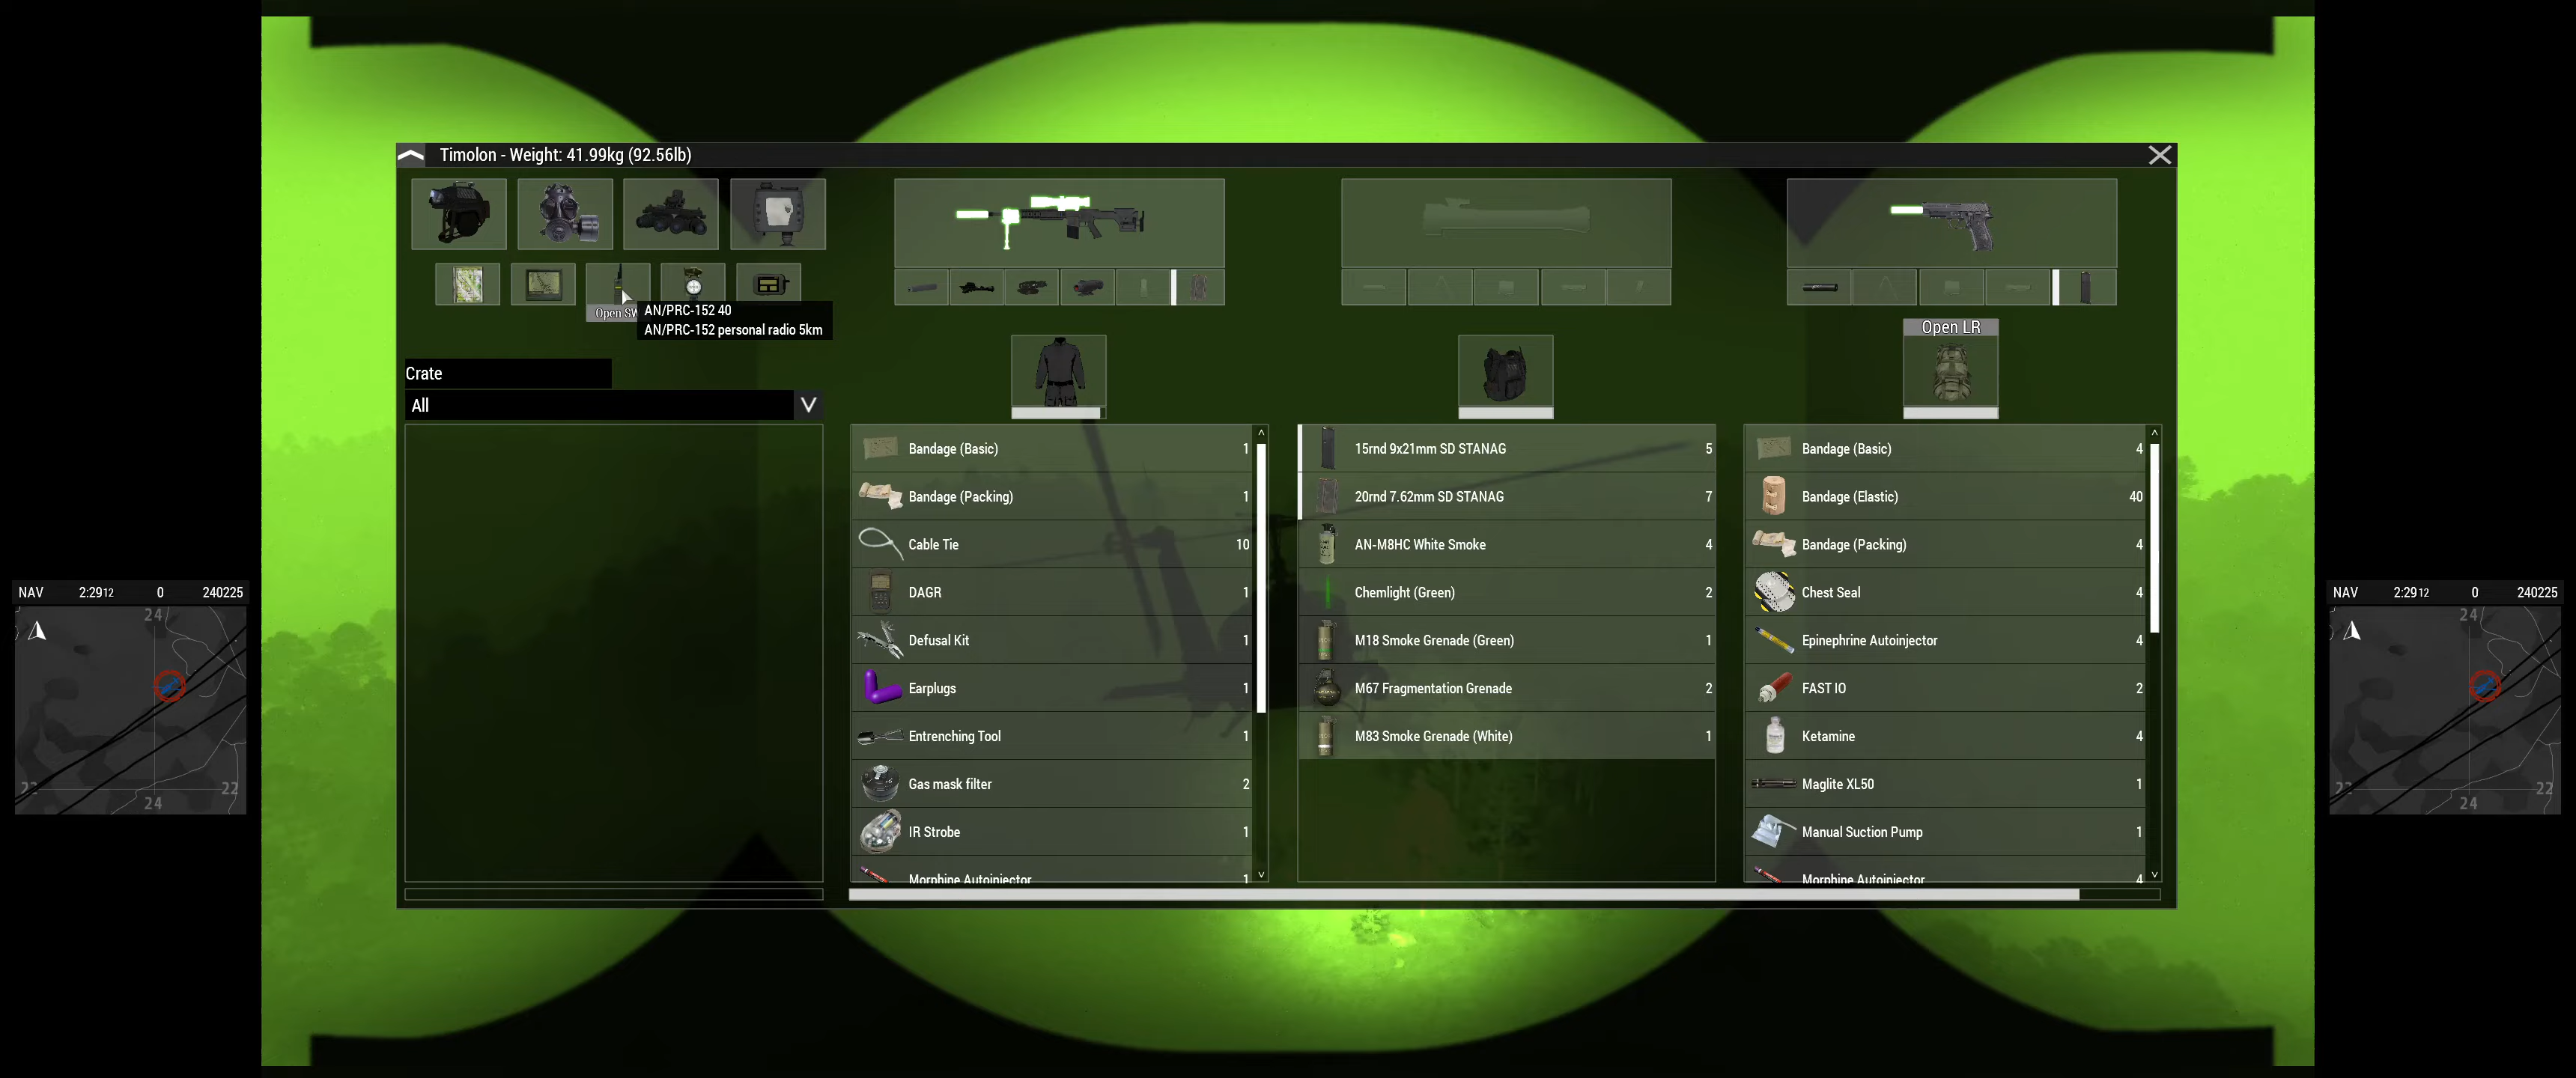 Timolon - Weight: 41.99kg (92.56lb)
Open SW
AN/PRC-152 40
AN/PRC-152 personal radio 5km
Open LR
Crate
All
Bandage (Basic) 1
Bandage (Packing) 1
Cable Tie 10
DAGR 1
Defusal Kit 1
Earplugs 1
Entrenching Tool 1
Gas mask filter 2
IR Strobe 1
Morphine Autoinjector 1
15rnd 9x21mm SD STANAG 5
20rnd 7.62mm SD STANAG 7
AN-M8HC White Smoke 4
Chemlight (Green) 2
M18 Smoke Grenade (Green) 1
M67 Fragmentation Grenade 2
M83 Smoke Grenade (White) 1
Bandage (Basic) 4
Bandage (Elastic) 40
Bandage (Packing) 4
Chest Seal 4
Epinephrine Autoinjector 4
FAST IO 2
Ketamine 4
Maglite XL50 1
Manual Suction Pump 1
Morphine Autoinjector 4
NAV 2:29 12 0 240225
24
22 22
24
NAV 2:29 12 0 240225
24
22 22
24